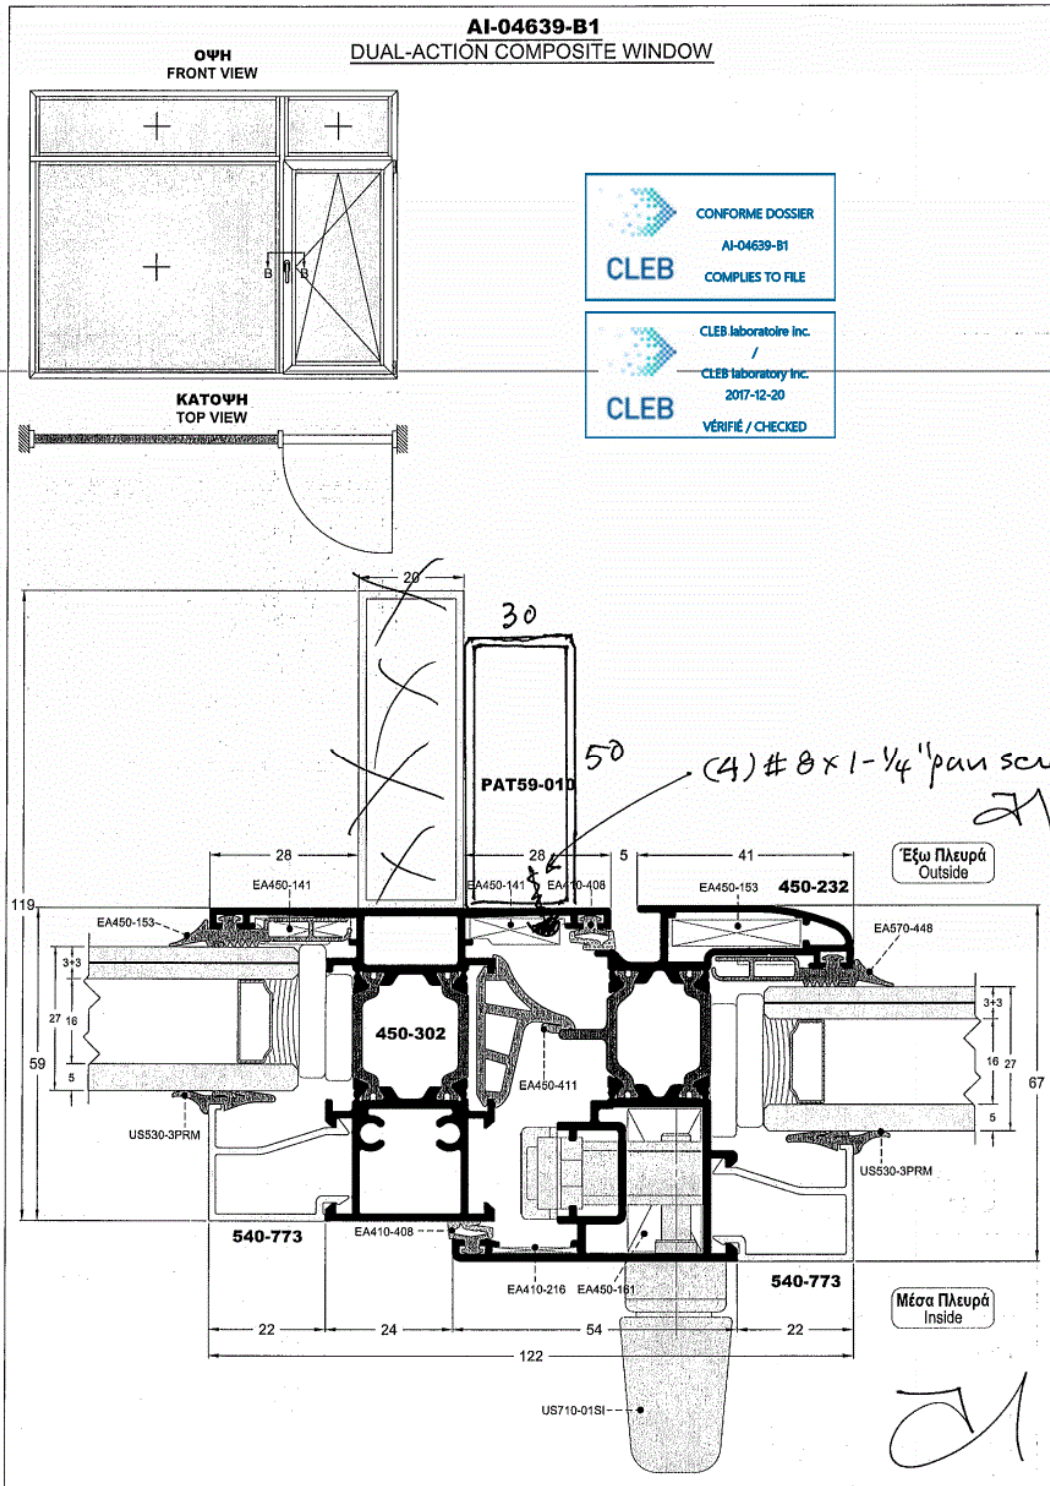 AI-04639-B1
DUAL-ACTION COMPOSITE WINDOW
ΟΨΗ
FRONT VIEW
B B
ΚΑΤΟΨΗ
TOP VIEW
CLEB
CONFORME DOSSIER
AI-04639-B1
COMPLIES TO FILE
CLEB
CLEB laboratoire inc.
/
CLEB laboratory Inc.
2017-12-20
VÉRIFIÉ / CHECKED
20
30
50
PAT59-010
(4) # 8 x 1-1/4" pan
Έξω Πλευρά
Outside
28
28
5
41
EA450-141
EA450-141
EA410-408
EA450-153
450-232
119
EA450-153
EA570-448
3+3
27
16
5
59
450-302
EA450-411
3+3
16
27
5
67
US530-3PRM
US530-3PRM
540-773
EA410-408
EA410-216
EA450-161
540-773
Μέσα Πλευρά
Inside
22
24
54
22
122
US710-01SI